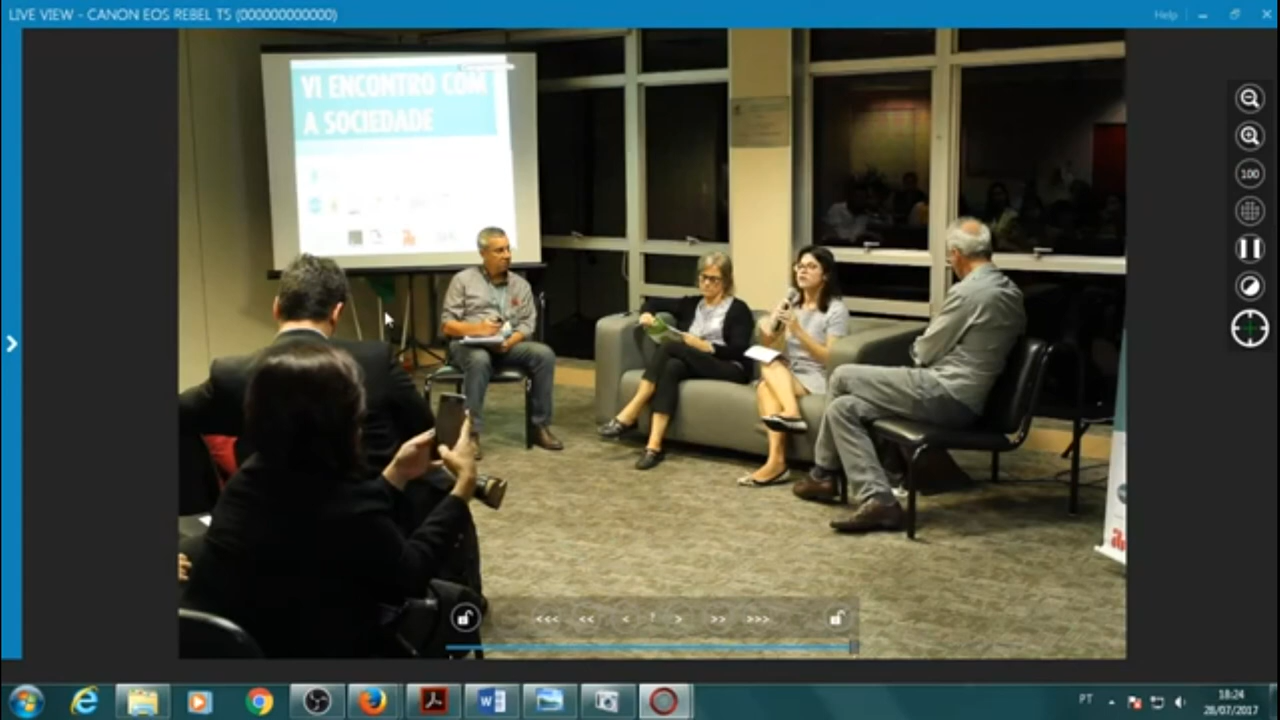 LIVE VIEW - CANON EOS REBEL T5 (000000000000)
Help
VI ENCONTRO COM
A SOCIEDADE
100
<<< << < ? > >> >>>
PT
18:24
28/07/2017